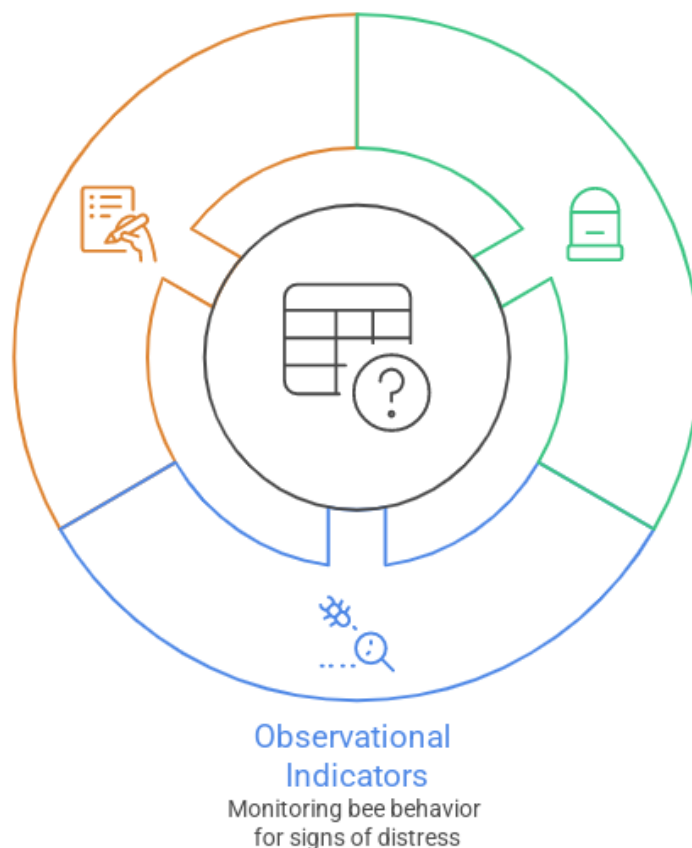 ?
Observational
Indicators
Monitoring bee behavior
for signs of distress